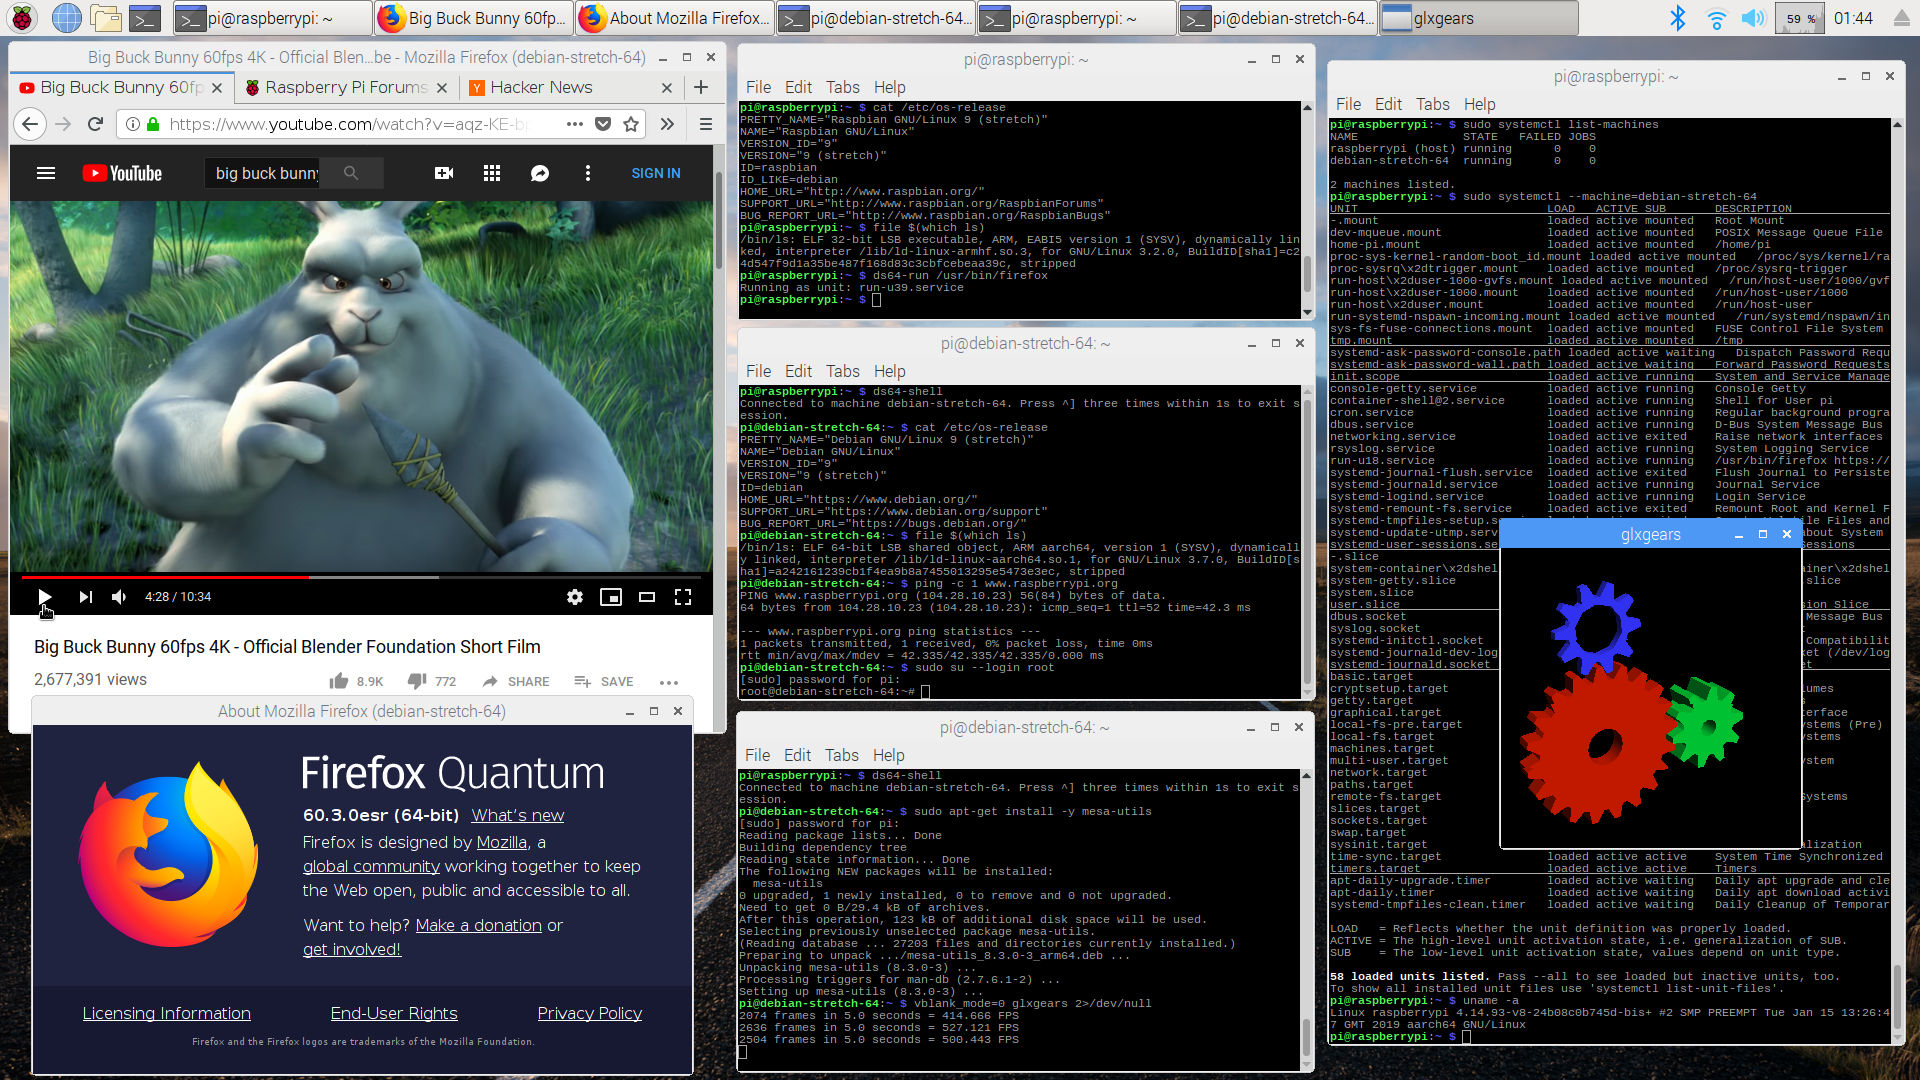 pi@raspberrypi: ~
Big Buck Bunny 60fp...
About Mozilla Firefox...
pi@debian-stretch-64...
pi@raspberrypi: ~
pi@debian-stretch-64...
glxgears
59 %
01:44
Big Buck Bunny 60fps 4K - Official Blen...be - Mozilla Firefox (debian-stretch-64)
Big Buck Bunny 60fp
Raspberry Pi Forums
Hacker News
https://www.youtube.com/watch?v=aqz-KE-bp
YouTube
big buck bunny
SIGN IN
4:28 / 10:34
Big Buck Bunny 60fps 4K - Official Blender Foundation Short Film
2,677,391 views
8.9K
772
SHARE
SAVE
About Mozilla Firefox (debian-stretch-64)
Firefox Quantum
60.3.0esr (64-bit) What's new
Firefox is designed by Mozilla, a
global community working together to keep
the Web open, public and accessible to all.
Want to help? Make a donation or
get involved!
Licensing Information
End-User Rights
Privacy Policy
Firefox and the Firefox logos are trademarks of the Mozilla Foundation.
pi@raspberrypi: ~
File Edit Tabs Help
pi@raspberrypi:~ $ cat /etc/os-release
PRETTY_NAME="Raspbian GNU/Linux 9 (stretch)"
NAME="Raspbian GNU/Linux"
VERSION_ID="9"
VERSION="9 (stretch)"
ID=raspbian
ID_LIKE=debian
HOME_URL="http://www.raspbian.org/"
SUPPORT_URL="http://www.raspbian.org/RaspbianForums"
BUG_REPORT_URL="http://www.raspbian.org/RaspbianBugs"
pi@raspberrypi:~ $ file $(which ls)
/bin/ls: ELF 32-bit LSB executable, ARM, EABI5 version 1 (SYSV), dynamically lin
ked, interpreter /lib/ld-linux-armhf.so.3, for GNU/Linux 3.2.0, BuildID[sha1]=c2
4d547f9d1a35be487f168d83c3cbfcebeaa39c, stripped
pi@raspberrypi:~ $ ds64-run /usr/bin/firefox
Running as unit: run-u39.service
pi@raspberrypi:~ $
pi@debian-stretch-64: ~
File Edit Tabs Help
pi@raspberrypi:~ $ ds64-shell
Connected to machine debian-stretch-64. Press ^] three times within 1s to exit s
ession.
pi@debian-stretch-64:~ $ cat /etc/os-release
PRETTY_NAME="Debian GNU/Linux 9 (stretch)"
NAME="Debian GNU/Linux"
VERSION_ID="9"
VERSION="9 (stretch)"
ID=debian
HOME_URL="https://www.debian.org/"
SUPPORT_URL="https://www.debian.org/support"
BUG_REPORT_URL="https://bugs.debian.org/"
pi@debian-stretch-64:~ $ file $(which ls)
/bin/ls: ELF 64-bit LSB shared object, ARM aarch64, version 1 (SYSV), dynamicall
y linked, interpreter /lib/ld-linux-aarch64.so.1, for GNU/Linux 3.7.0, BuildID[s
ha1]=a242161239cb1f4ea9b8a7455013295e5473e3ec, stripped
pi@debian-stretch-64:~ $ ping -c 1 www.raspberrypi.org
PING www.raspberrypi.org (104.28.10.23) 56(84) bytes of data.
64 bytes from 104.28.10.23 (104.28.10.23): icmp_seq=1 ttl=52 time=42.3 ms
--- www.raspberrypi.org ping statistics ---
1 packets transmitted, 1 received, 0% packet loss, time 0ms
rtt min/avg/max/mdev = 42.335/42.335/42.335/0.000 ms
pi@debian-stretch-64:~ $ sudo su --login root
[sudo] password for pi:
root@debian-stretch-64:~#
pi@debian-stretch-64: ~
File Edit Tabs Help
pi@raspberrypi:~ $ ds64-shell
Connected to machine debian-stretch-64. Press ^] three times within 1s to exit s
ession.
pi@debian-stretch-64:~ $ sudo apt-get install -y mesa-utils
[sudo] password for pi:
Reading package lists... Done
Building dependency tree
Reading state information... Done
The following NEW packages will be installed:
mesa-utils
0 upgraded, 1 newly installed, 0 to remove and 0 not upgraded.
Need to get 0 B/29.4 kB of archives.
After this operation, 123 kB of additional disk space will be used.
Selecting previously unselected package mesa-utils.
(Reading database ... 27203 files and directories currently installed.)
Preparing to unpack .../mesa-utils_8.3.0-3_arm64.deb ...
Unpacking mesa-utils (8.3.0-3) ...
Processing triggers for man-db (2.7.6.1-2) ...
Setting up mesa-utils (8.3.0-3) ...
pi@debian-stretch-64:~ $ vblank_mode=0 glxgears 2>/dev/null
2074 frames in 5.0 seconds = 414.666 FPS
2636 frames in 5.0 seconds = 527.121 FPS
2504 frames in 5.0 seconds = 500.443 FPS
pi@raspberrypi: ~
File Edit Tabs Help
pi@raspberrypi:~ $ sudo systemctl list-machines
NAME STATE FAILED JOBS
raspberrypi (host) running 0 0
debian-stretch-64 running 0 0
2 machines listed.
pi@raspberrypi:~ $ sudo systemctl --machine=debian-stretch-64
UNIT LOAD ACTIVE SUB DESCRIPTION
-.mount loaded active mounted Root Mount
dev-mqueue.mount loaded active mounted POSIX Message Queue File
home-pi.mount loaded active mounted /home/pi
proc-sys-kernel-random-boot_id.mount loaded active mounted /proc/sys/kernel/ra
proc-sysrq\x2dtrigger.mount loaded active mounted /proc/sysrq-trigger
run-host\x2duser-1000-gvfs.mount loaded active mounted /run/host-user/1000/gvf
run-host\x2duser-1000.mount loaded active mounted /run/host-user/1000
run-host\x2duser.mount loaded active mounted /run/host-user
run-systemd-nspawn-incoming.mount loaded active mounted /run/systemd/nspawn/in
sys-fs-fuse-connections.mount loaded active mounted FUSE Control File System
tmp.mount loaded active mounted /tmp
systemd-ask-password-console.path loaded active waiting Dispatch Password Requ
systemd-ask-password-wall.path loaded active waiting Forward Password Requests
init.scope loaded active running System and Service Manage
console-getty.service loaded active running Console Getty
container-shell@2.service loaded active running Shell for User pi
cron.service loaded active running Regular background progra
dbus.service loaded active running D-Bus System Message Bus
networking.service loaded active exited Raise network interfaces
rsyslog.service loaded active running System Logging Service
run-u18.service loaded active running /usr/bin/firefox https://
systemd-journal-flush.service loaded active exited Flush Journal to Persiste
systemd-journald.service loaded active running Journal Service
systemd-logind.service loaded active running Login Service
systemd-remount-fs.service loaded active exited Remount Root and Kernel F
systemd-tmpfiles-setup.s
systemd-update-utmp.serv about System
systemd-user-sessions.se essions
-.slice
system-container\x2dshel container\x2dshel
system-getty.slice slice
system.slice
user.slice ssion Slice
dbus.socket Message Bus
syslog.socket t
systemd-initctl.socket Compatibilit
systemd-journald-dev-log ket (/dev/log
systemd-journald.socket
basic.target
cryptsetup.target lumes
getty.target
graphical.target terface
local-fs-pre.target ystems (Pre)
local-fs.target ystems
machines.target
multi-user.target ystem
network.target
paths.target
remote-fs.target Systems
slices.target
sockets.target
swap.target
sysinit.target alization
time-sync.target loaded active active System Time Synchronized
timers.target loaded active active Timers
apt-daily-upgrade.timer loaded active waiting Daily apt upgrade and cle
apt-daily.timer loaded active waiting Daily apt download activi
systemd-tmpfiles-clean.timer loaded active waiting Daily Cleanup of Temporar
LOAD = Reflects whether the unit definition was properly loaded.
ACTIVE = The high-level unit activation state, i.e. generalization of SUB.
SUB = The low-level unit activation state, values depend on unit type.
58 loaded units listed. Pass --all to see loaded but inactive units, too.
To show all installed unit files use 'systemctl list-unit-files'.
pi@raspberrypi:~ $ uname -a
Linux raspberrypi 4.14.93-v8-24b08c0b745d-bis+ #2 SMP PREEMPT Tue Jan 15 13:26:4
7 GMT 2019 aarch64 GNU/Linux
pi@raspberrypi:~ $
glxgears